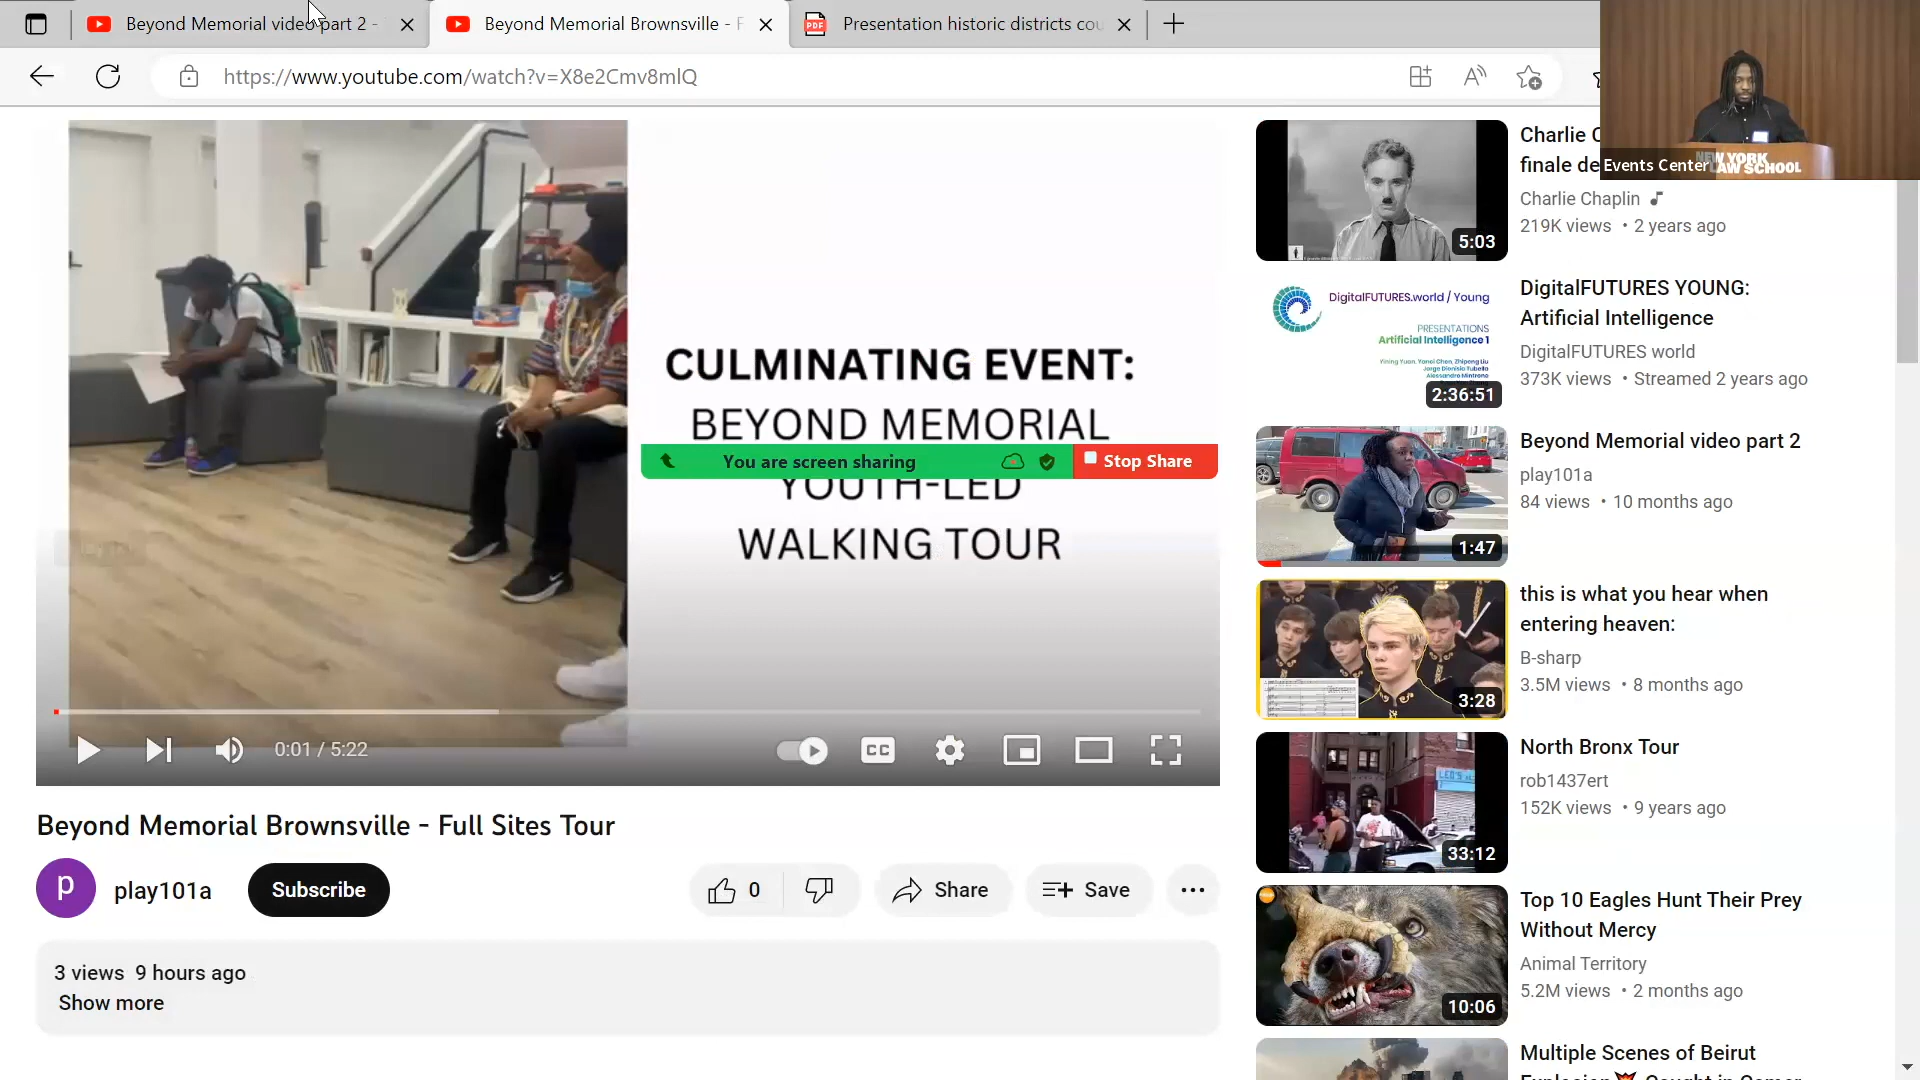 Beyond Memorial video part 2 -
Beyond Memorial Brownsville - F
PDF
Presentation historic districts cou
https://www.youtube.com/watch?v=X8e2Cmv8mlQ
Events Center
NEW YORK
LAW SCHOOL
CULMINATING EVENT:
BEYOND MEMORIAL
You are screen sharing
Stop Share
YOUTH-LED
WALKING TOUR
0:01 / 5:22
CC
Beyond Memorial Brownsville - Full Sites Tour
p
play101a
Subscribe
0
Share
Save
3 views 9 hours ago
Show more
Charlie C
finale de
Charlie Chaplin
219K views • 2 years ago
5:03
DigitalFUTURES.world / Young
PRESENTATIONS
Artificial Intelligence 1
2:36:51
DigitalFUTURES YOUNG:
Artificial Intelligence
DigitalFUTURES world
373K views • Streamed 2 years ago
1:47
Beyond Memorial video part 2
play101a
84 views • 10 months ago
3:28
this is what you hear when
entering heaven:
B-sharp
3.5M views • 8 months ago
33:12
North Bronx Tour
rob1437ert
152K views • 9 years ago
10:06
Top 10 Eagles Hunt Their Prey
Without Mercy
Animal Territory
5.2M views • 2 months ago
Multiple Scenes of Beirut